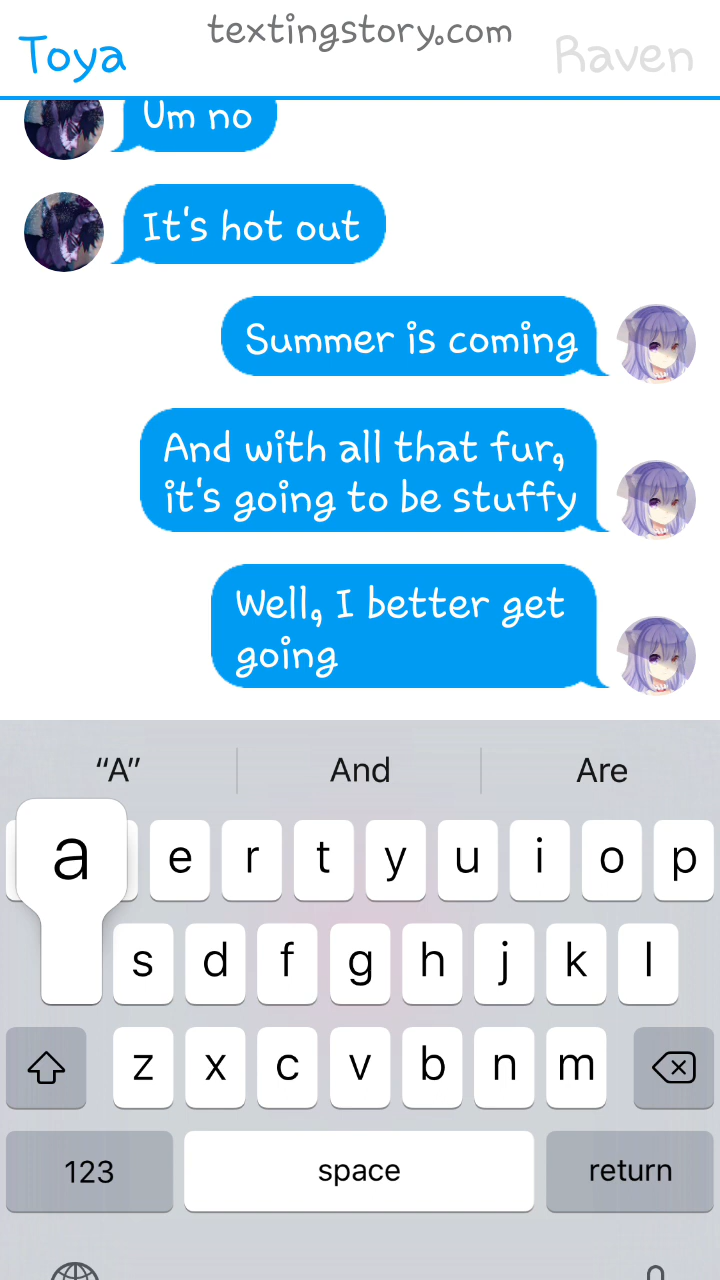 textingstory.com
Toya
Raven
Um no
It's hot out
Summer is coming
And with all that fur,
it's going to be stuffy
Well, I better get
going
“A”
And
Are
a
e r t y u i o p
s d f g h j k l
z x c v b n m
123
space
return